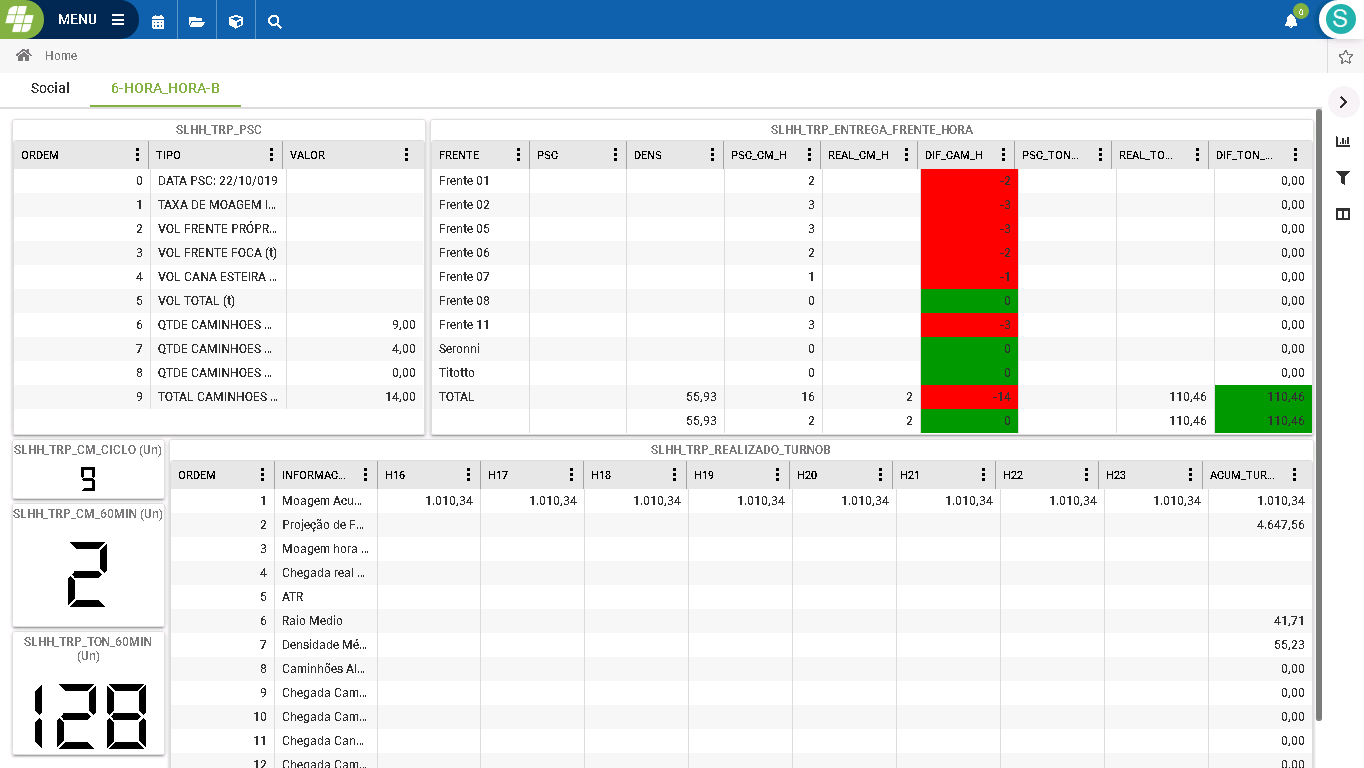 MENU
0
S
Home
Social 6-HORA_HORA-B
SLHH_TRP_PSC
ORDEM TIPO VALOR
0 DATA PSC: 22/10/019
1 TAXA DE MOAGEM I...
2 VOL FRENTE PRÓPR...
3 VOL FRENTE FOCA (t)
4 VOL CANA ESTEIRA ...
5 VOL TOTAL (t)
6 QTDE CAMINHOES ... 9,00
7 QTDE CAMINHOES ... 4,00
8 QTDE CAMINHOES ... 0,00
9 TOTAL CAMINHOES ... 14,00
SLHH_TRP_ENTREGA_FRENTE_HORA
FRENTE PSC DENS PSC_CM_H REAL_CM_H DIF_CAM_H PSC_TON... REAL_TO... DIF_TON_...
Frente 01 2 -2 0,00
Frente 02 3 -3 0,00
Frente 05 3 -3 0,00
Frente 06 2 -2 0,00
Frente 07 1 -1 0,00
Frente 08 0 0 0,00
Frente 11 3 -3 0,00
Seronni 0 0 0,00
Titotto 0 0 0,00
TOTAL 55,93 16 2 -14 110,46 110,46
55,93 2 2 0 110,46 110,46
SLHH_TRP_CM_CICLO (Un)
9
SLHH_TRP_CM_60MIN (Un)
2
SLHH_TRP_TON_60MIN
(Un)
128
SLHH_TRP_REALIZADO_TURNOB
ORDEM INFORMAC... H16 H17 H18 H19 H20 H21 H22 H23 ACUM_TUR...
1 Moagem Acu... 1.010,34 1.010,34 1.010,34 1.010,34 1.010,34 1.010,34 1.010,34 1.010,34 1.010,34
2 Projeção de F... 4.647,56
3 Moagem hora ...
4 Chegada real ...
5 ATR
6 Raio Medio 41,71
7 Densidade Mé... 55,23
8 Caminhões Al... 0,00
9 Chegada Cam... 0,00
10 Chegada Cam... 0,00
11 Chegada Can... 0,00
12 Chegada Cam... 0,00